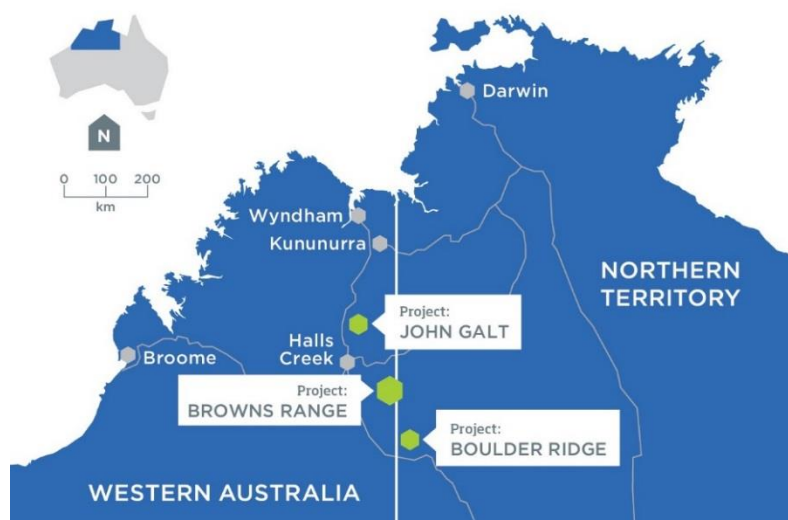 Darwin
N
0 100 200
km
Wyndham
Kununurra
NORTHERN
TERRITORY
Project:
JOHN GALT
Halls
Creek
Broome
Project:
BROWNS RANGE
Project:
BOULDER RIDGE
WESTERN AUSTRALIA